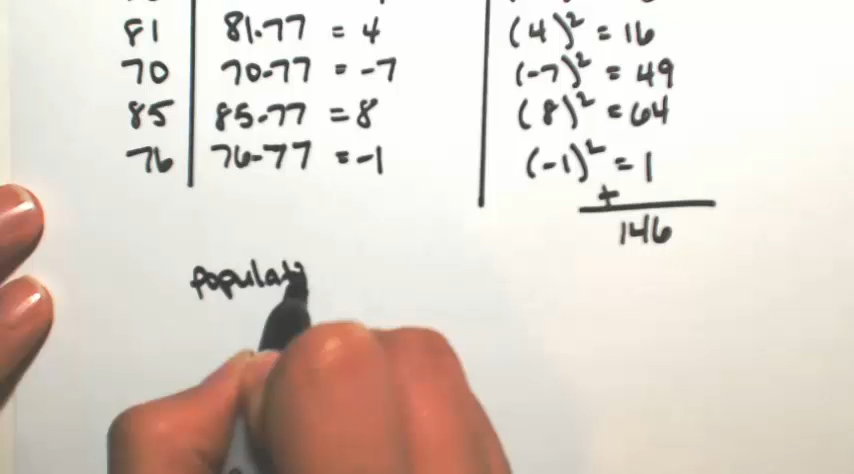 81 81-77 = 4 (4)² = 16
70 70-77 = -7 (-7)² = 49
85 85-77 = 8 (8)² = 64
76 76-77 = -1 (-1)² = 1
+
146